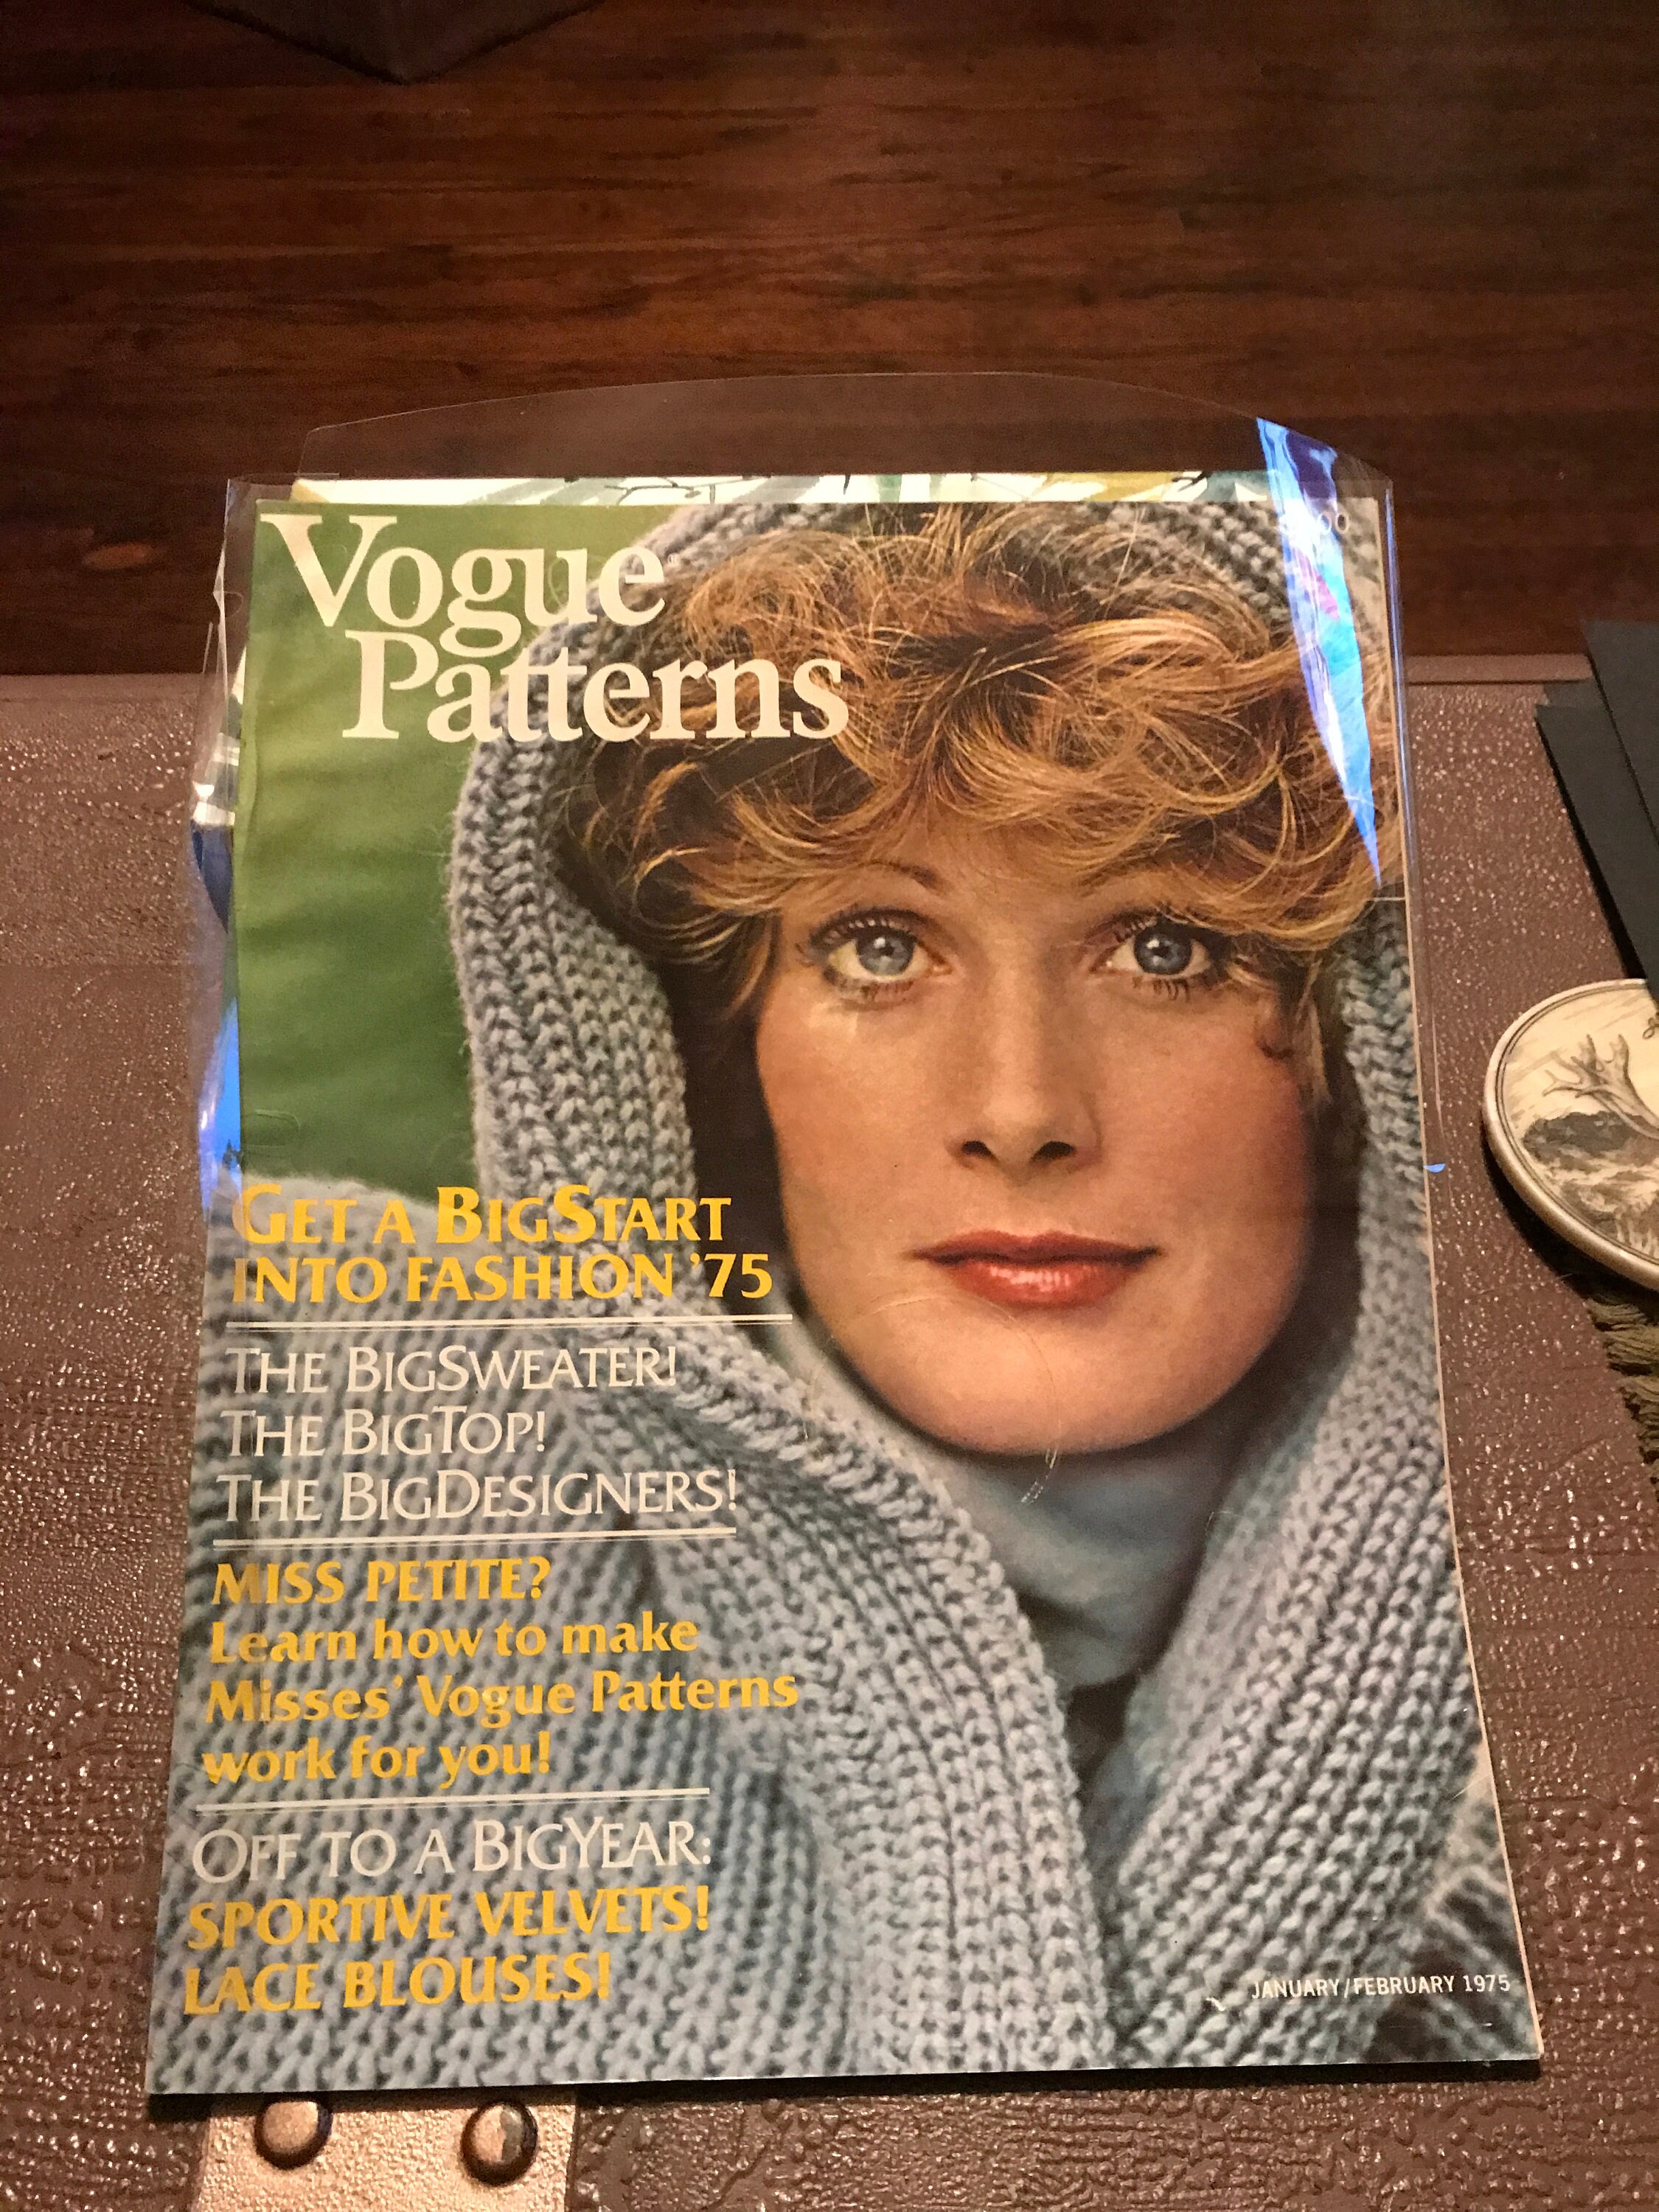 Vogue
Patterns
GET A BIGSTART
INTO FASHION '75
THE BIGSWEATER!
THE BIGTOP!
THE BIGDESIGNERS!
MISS PETITE?
Learn how to make
Misses' Vogue Patterns
work for you!
OFF TO A BIGYEAR:
SPORTIVE VELVETS!
LACE BLOUSES!
JANUARY/FEBRUARY 1975